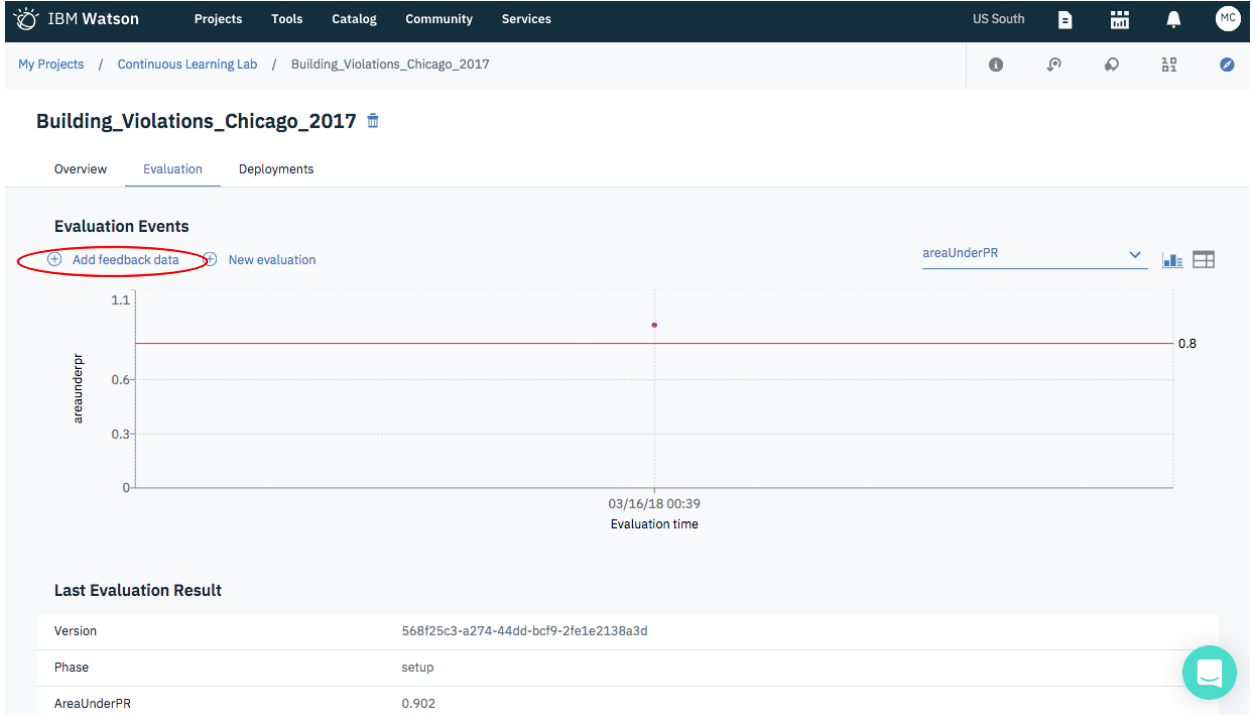 IBM Watson Projects Tools Catalog Community Services US South MC
My Projects / Continuous Learning Lab / Building_Violations_Chicago_2017
Building_Violations_Chicago_2017
Overview Evaluation Deployments
Evaluation Events
Add feedback data New evaluation areaUnderPR
1.1
0.8
0.6
0.3
0
areaunderpr
03/16/18 00:39
Evaluation time
Last Evaluation Result
Version 568f25c3-a274-44dd-bcf9-2fe1e2138a3d
Phase setup
AreaUnderPR 0.902